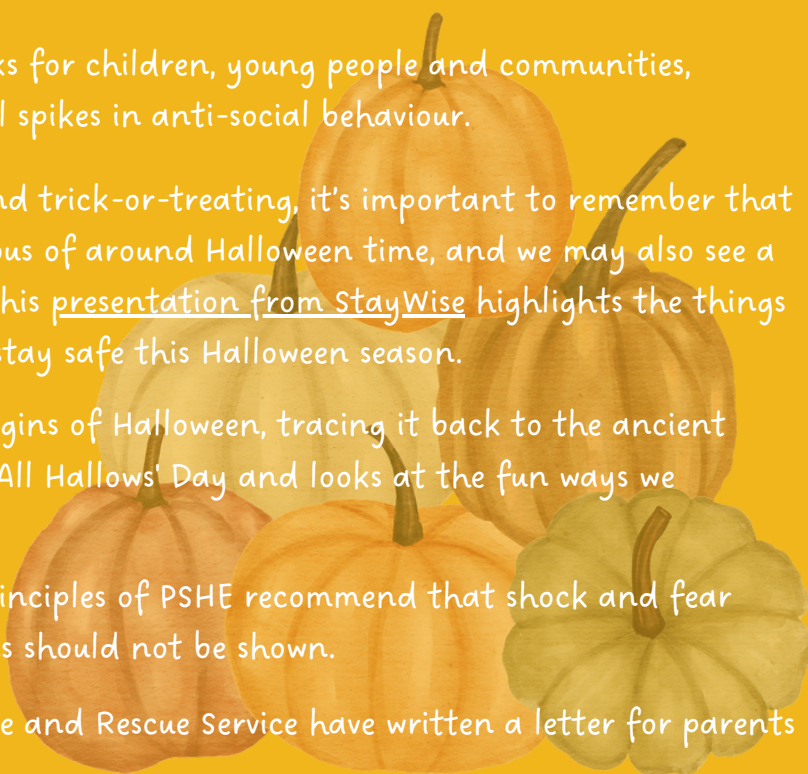 ks for children, young people and communities,
l spikes in anti-social behaviour.
nd trick-or-treating, it's important to remember that
ous of around Halloween time, and we may also see a
his presentation from StayWise highlights the things
stay safe this Halloween season.
gins of Halloween, tracing it back to the ancient
All Hallows' Day and looks at the fun ways we
inciples of PSHE recommend that shock and fear
s should not be shown.
e and Rescue Service have written a letter for parents